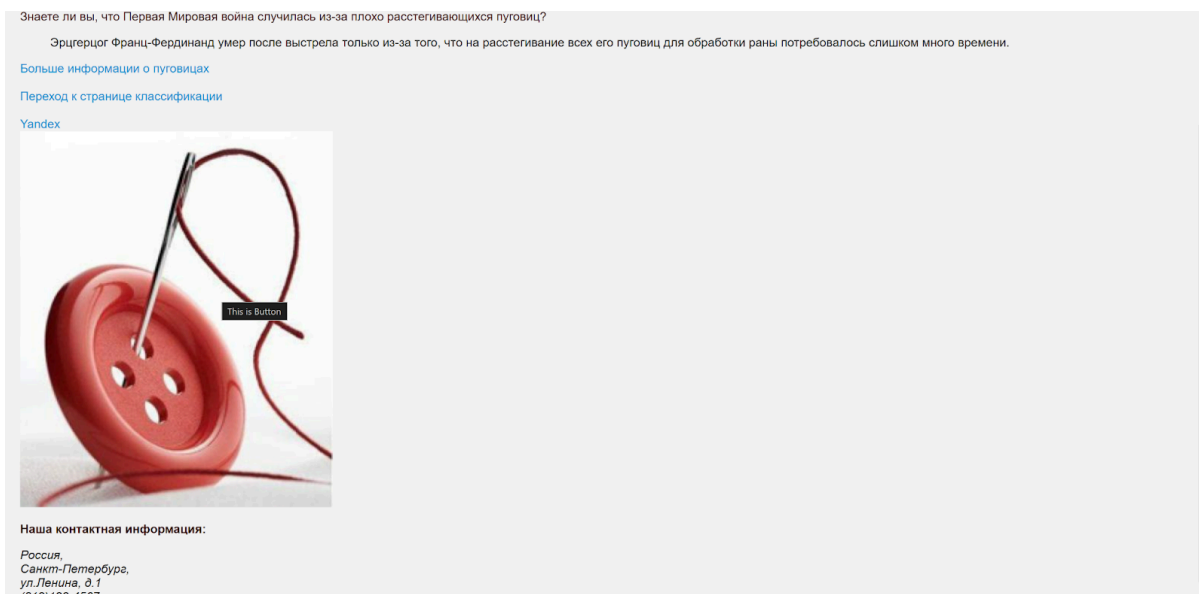 Знаете ли вы, что Первая Мировая война случилась из-за плохо расстегивающихся пуговиц?
Эрцгерцог Франц-Фердинанд умер после выстрела только из-за того, что на расстегивание всех его пуговиц для обработки раны потребовалось слишком много времени.
Больше информации о пуговицах
Переход к странице классификации
Yandex
This is Button
Наша контактная информация:
Россия,
Санкт-Петербург,
ул.Ленина, д.1